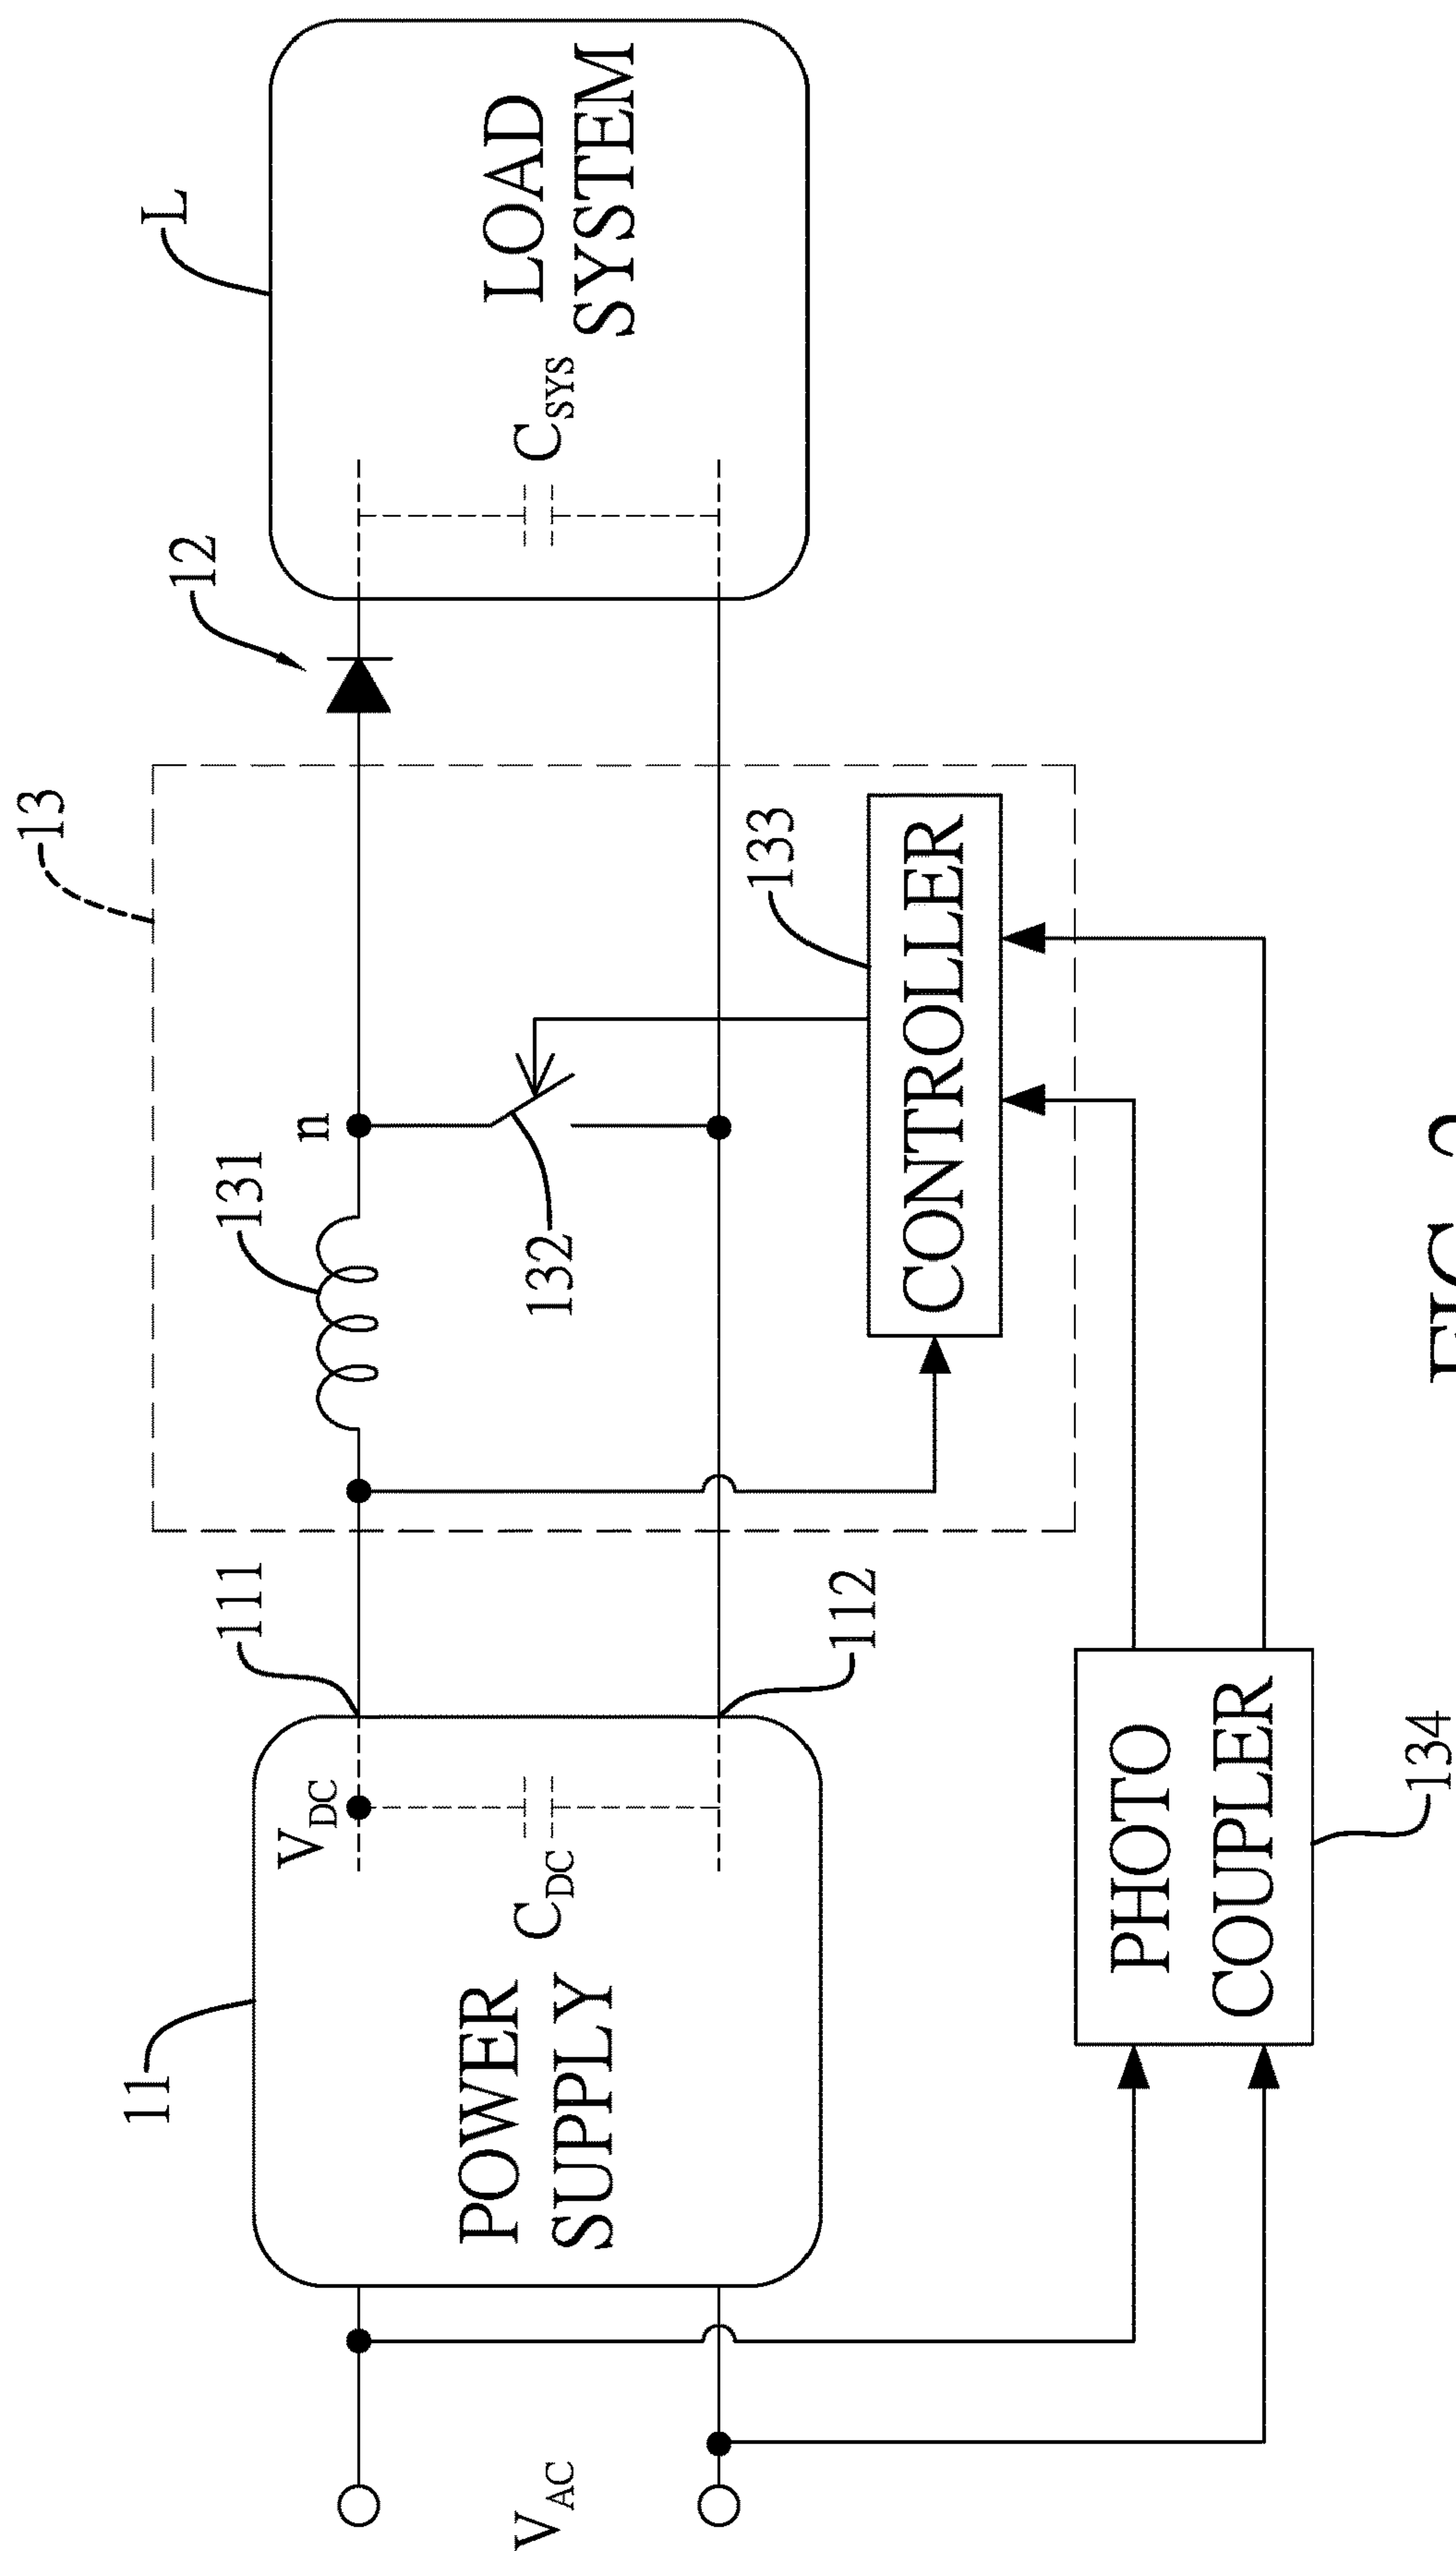 13
12
L
11
111
131
n
V_DC
POWER
SUPPLY
C_DC
132
C_SYS
LOAD
SYSTEM
V_AC
112
133
CONTROLLER
PHOTO
COUPLER
134